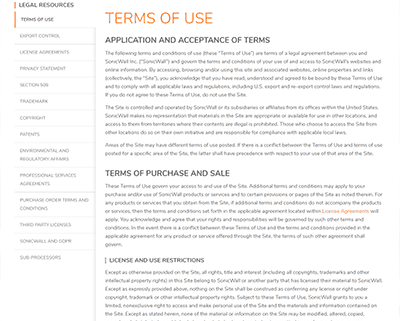 LEGAL RESOURCES
TERMS OF USE
EXPORT CONTROL
LICENSE AGREEMENTS
PRIVACY STATEMENT
SECTION 508
TRADEMARK
COPYRIGHT
PATENTS
ENVIRONMENTAL AND
REGULATORY AFFAIRS
PROFESSIONAL SERVICES
AGREEMENTS
PURCHASE ORDER TERMS AND
CONDITIONS
THIRD PARTY LICENSES
SONICWALL AND GDPR
SUB-PROCESSORS
TERMS OF USE
APPLICATION AND ACCEPTANCE OF TERMS
The following terms and conditions of use (these "Terms of Use") are terms of a legal agreement between you and
SonicWall Inc. ("SonicWall") and govern the terms and conditions of your use of and access to SonicWall's websites and
online information. By accessing, browsing and/or using this site and associated websites, online properties and links
(collectively, the "Site"), you acknowledge that you have read, understood and agreed to be bound by these Terms of Use
and to comply with all applicable laws and regulations, including U.S. export and re-export control laws and regulations.
If you do not agree to these Terms of Use, do not use the Site.
The Site is controlled and operated by SonicWall or its subsidiaries or affiliates from its offices within the United States.
SonicWall makes no representation that materials in the Site are appropriate or available for use in other locations, and
access to them from territories where their contents are illegal is prohibited. Those who choose to access this Site from
other locations do so on their own initiative and are responsible for compliance with applicable local laws.
Areas of the Site may have different terms of use posted. If there is a conflict between the Terms of Use and terms of use
posted for a specific area of the Site, the latter shall have precedence with respect to your use of that area of the Site.
TERMS OF PURCHASE AND SALE
These Terms of Use govern your access to and use of the Site. Additional terms and conditions may apply to your
purchase and/or use of SonicWall products or services and to certain provisions or pages of the Site as noted therein. For
any products or services that you obtain from the Site, if additional terms and conditions do not accompany the products
or services, then the terms and conditions set forth in the applicable agreement located within License Agreements will
apply. You acknowledge and agree that your rights and responsibilities will be governed by such other terms and
conditions. In the event there is a conflict between these Terms of Use and the terms and conditions provided in the
applicable agreement for any product or service offered through the Site, the terms of such other agreement shall
govern.
LICENSE AND USE RESTRICTIONS
Except as otherwise provided on the Site, all rights, title and interest (including all copyrights, trademarks and other
intellectual property rights) in this Site belong to SonicWall or another party that has licensed their material to SonicWall.
Except as expressly provided above, nothing on the Site shall be construed as conferring any license or right under
copyright, trademark or other intellectual property rights. Subject to these Terms of Use, SonicWall grants to you a
limited, nonexclusive right to access and make personal use of the Site and the materials and information contained on
the Site. Except as stated herein, none of the material or information on the Site may be modified, altered, copied,